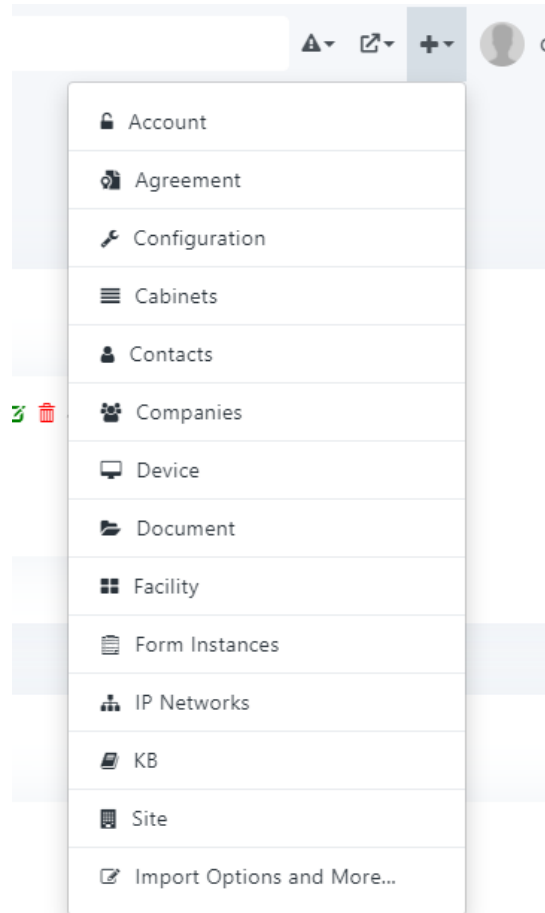 Account
Agreement
Configuration
Cabinets
Contacts
Companies
Device
Document
Facility
Form Instances
IP Networks
KB
Site
Import Options and More...